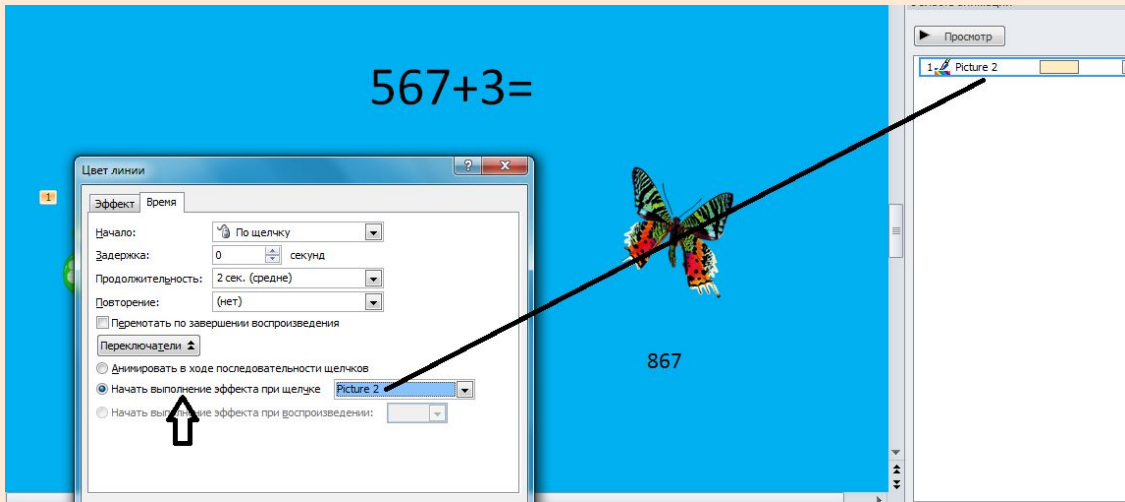 Просмотр
1 Picture 2
567+3=
Цвет линии
1
Эффект Время
Начало: По щелчку
Задержка: 0 секунд
Продолжительность: 2 сек. (средне)
Повторение: (нет)
Перемотать по завершении воспроизведения
Переключатели
Анимировать в ходе последовательности щелчков
Начать выполнение эффекта при щелчке Picture 2
Начать выполнение эффекта при воспроизведении:
867